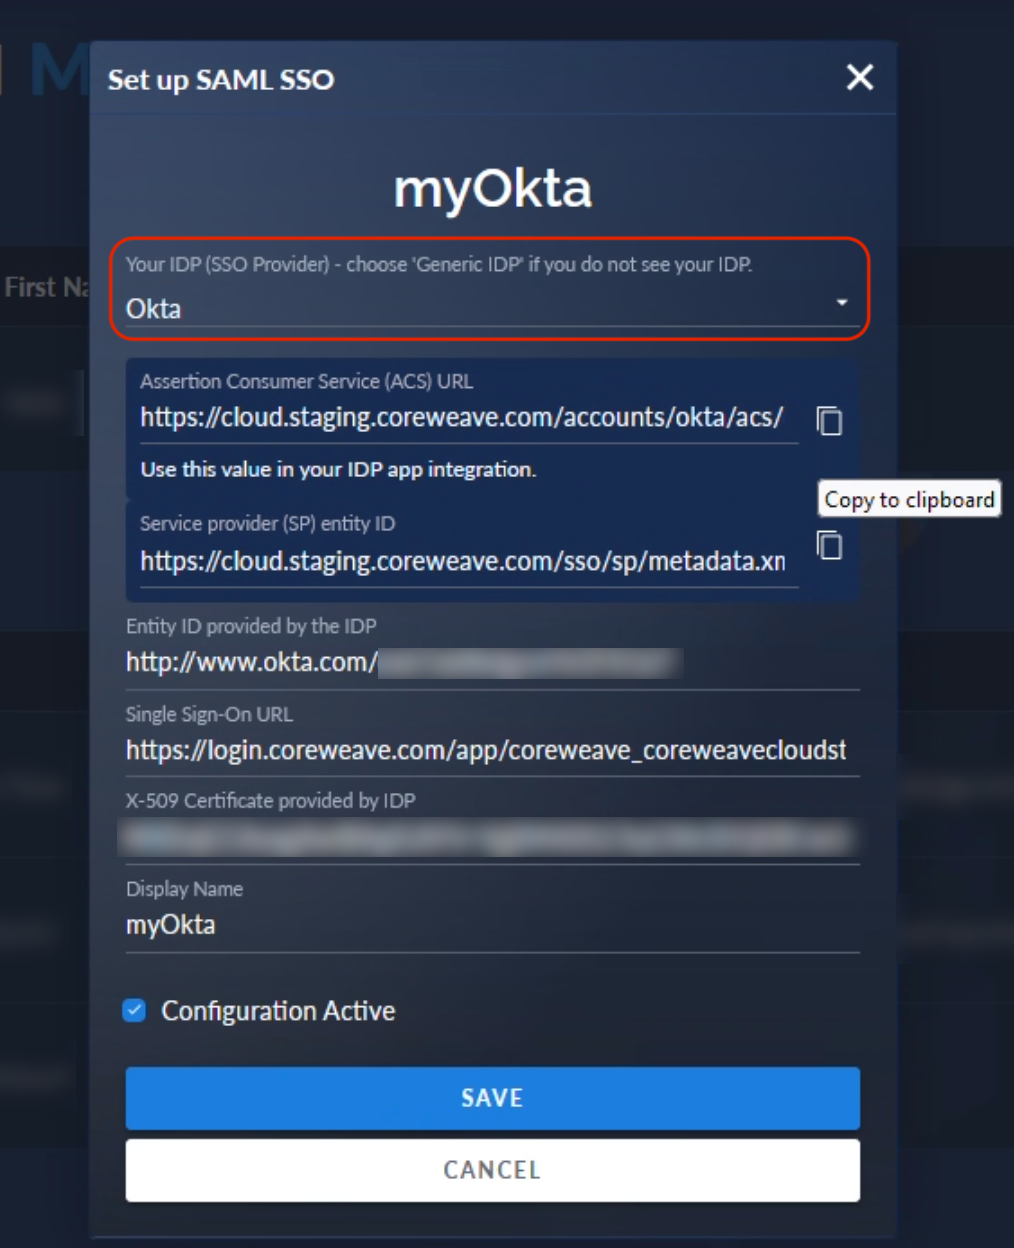 M
Set up SAML SSO
myOkta
Your IDP (SSO Provider) - choose 'Generic IDP' if you do not see your IDP.
First Na
Okta
Assertion Consumer Service (ACS) URL
https://cloud.staging.coreweave.com/accounts/okta/acs/
Use this value in your IDP app integration.
Copy to clipboard
Service provider (SP) entity ID
https://cloud.staging.coreweave.com/sso/sp/metadata.xm
Entity ID provided by the IDP
http://www.okta.com/
Single Sign-On URL
https://login.coreweave.com/app/coreweave_coreweavecloudst
X-509 Certificate provided by IDP
Display Name
myOkta
Configuration Active
SAVE
CANCEL